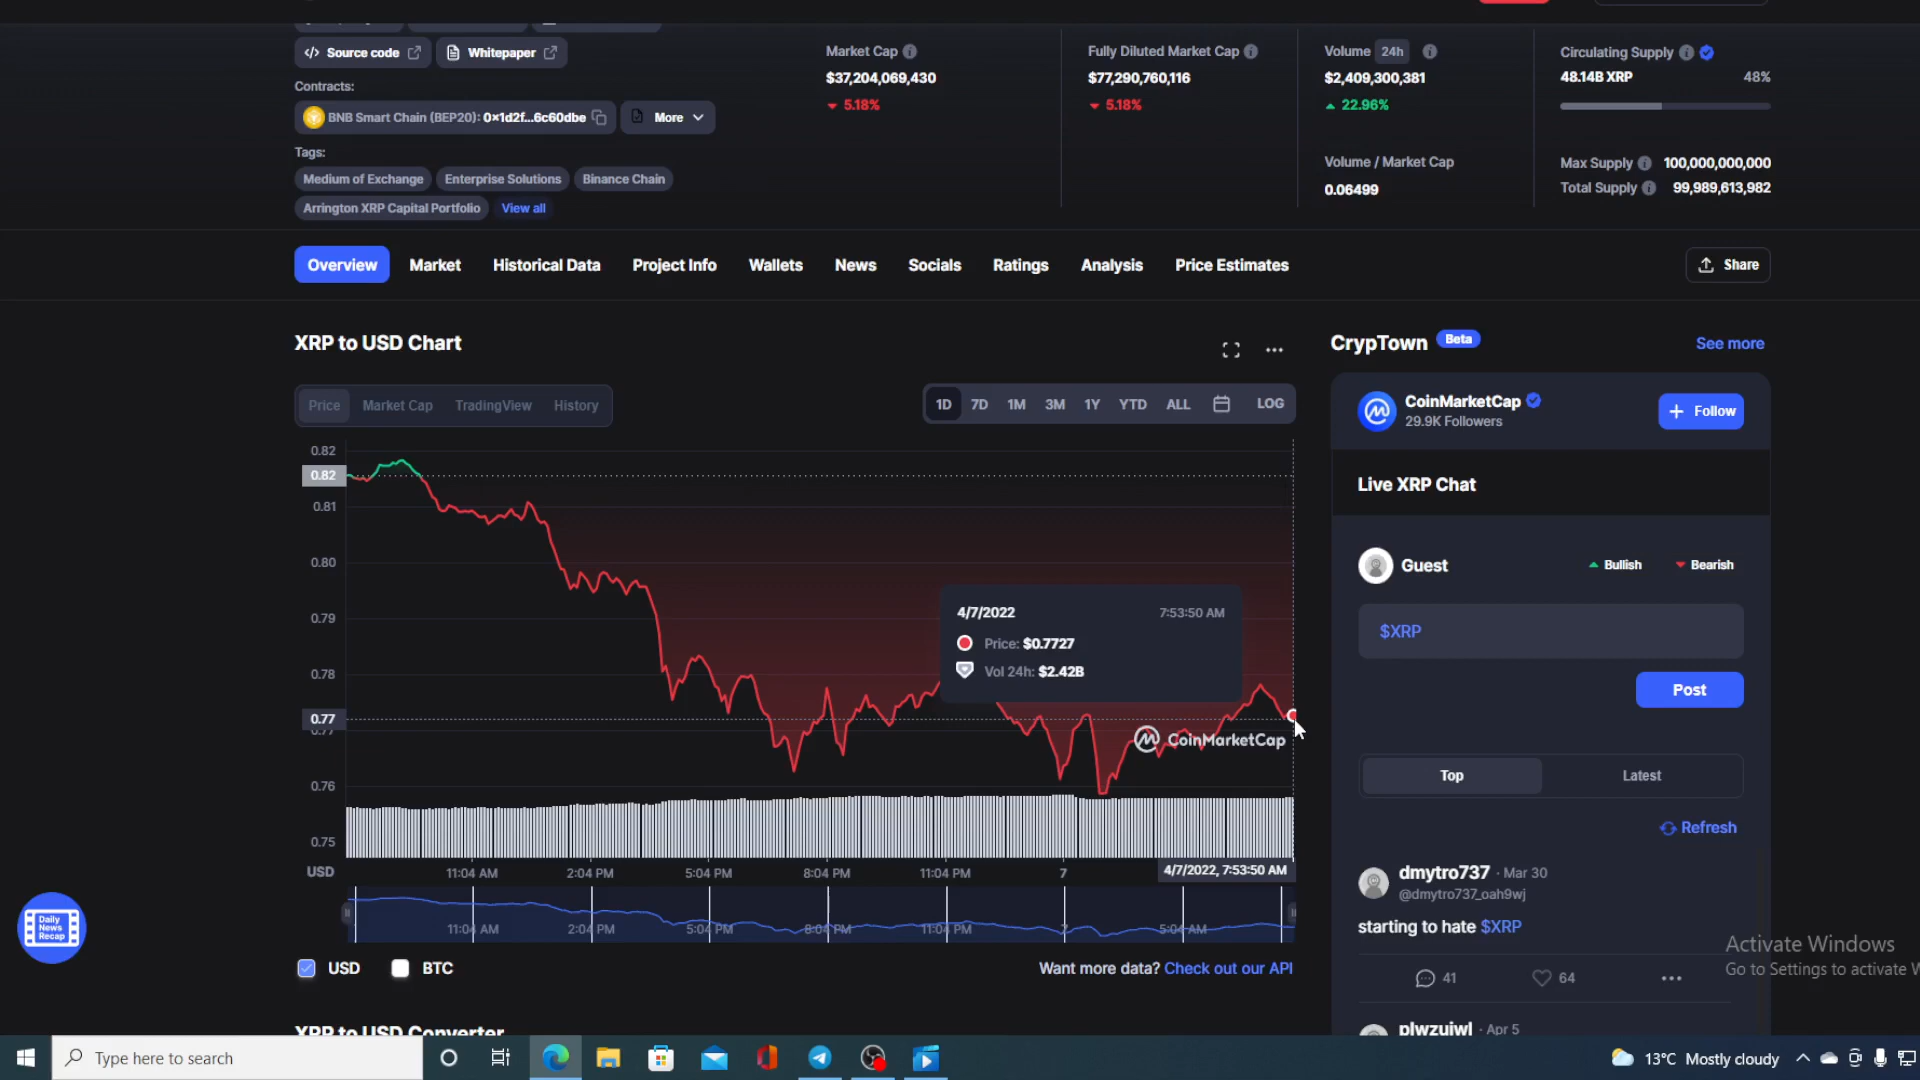 Source code
Whitepaper
Contracts:
BNB Smart Chain (BEP20): 0x1d2f...6c60dbe
More
Tags:
Medium of Exchange
Enterprise Solutions
Binance Chain
Arrington XRP Capital Portfolio
View all
Market Cap
$37,204,069,430
5.18%
Fully Diluted Market Cap
$77,290,760,116
5.18%
Volume 24h
$2,409,300,381
22.96%
Volume / Market Cap
0.06499
Circulating Supply
48.14B XRP 48%
Max Supply 100,000,000,000
Total Supply 99,989,613,982
Overview Market Historical Data Project Info Wallets News Socials Ratings Analysis Price Estimates
Share
XRP to USD Chart
Price Market Cap TradingView History
1D 7D 1M 3M 1Y YTD ALL LOG
0.82
0.82
0.81
0.80
0.79
0.78
0.77
0.77
0.76
0.75
USD
4/7/2022 7:53:50 AM
Price: $0.7727
Vol 24h: $2.42B
CoinMarketCap
11:04 AM 2:04 PM 5:04 PM 8:04 PM 11:04 PM 7 4/7/2022, 7:53:50 AM
11:04 AM 2:04 PM 5:04 PM 8:04 PM 11:04 PM 7 5:04 AM
USD BTC
Want more data? Check out our API
XRP to USD Converter
CrypTown Beta
See more
CoinMarketCap
29.9K Followers
+ Follow
Live XRP Chat
Guest
Bullish
Bearish
$XRP
Post
Top
Latest
Refresh
dmytro737 · Mar 30
@dmytro737_oah9wj
starting to hate $XRP
41
64
plwzuiwl · Apr 5
Activate Windows
Go to Settings to activate W
Daily
News
Recap
Type here to search
13°C Mostly cloudy